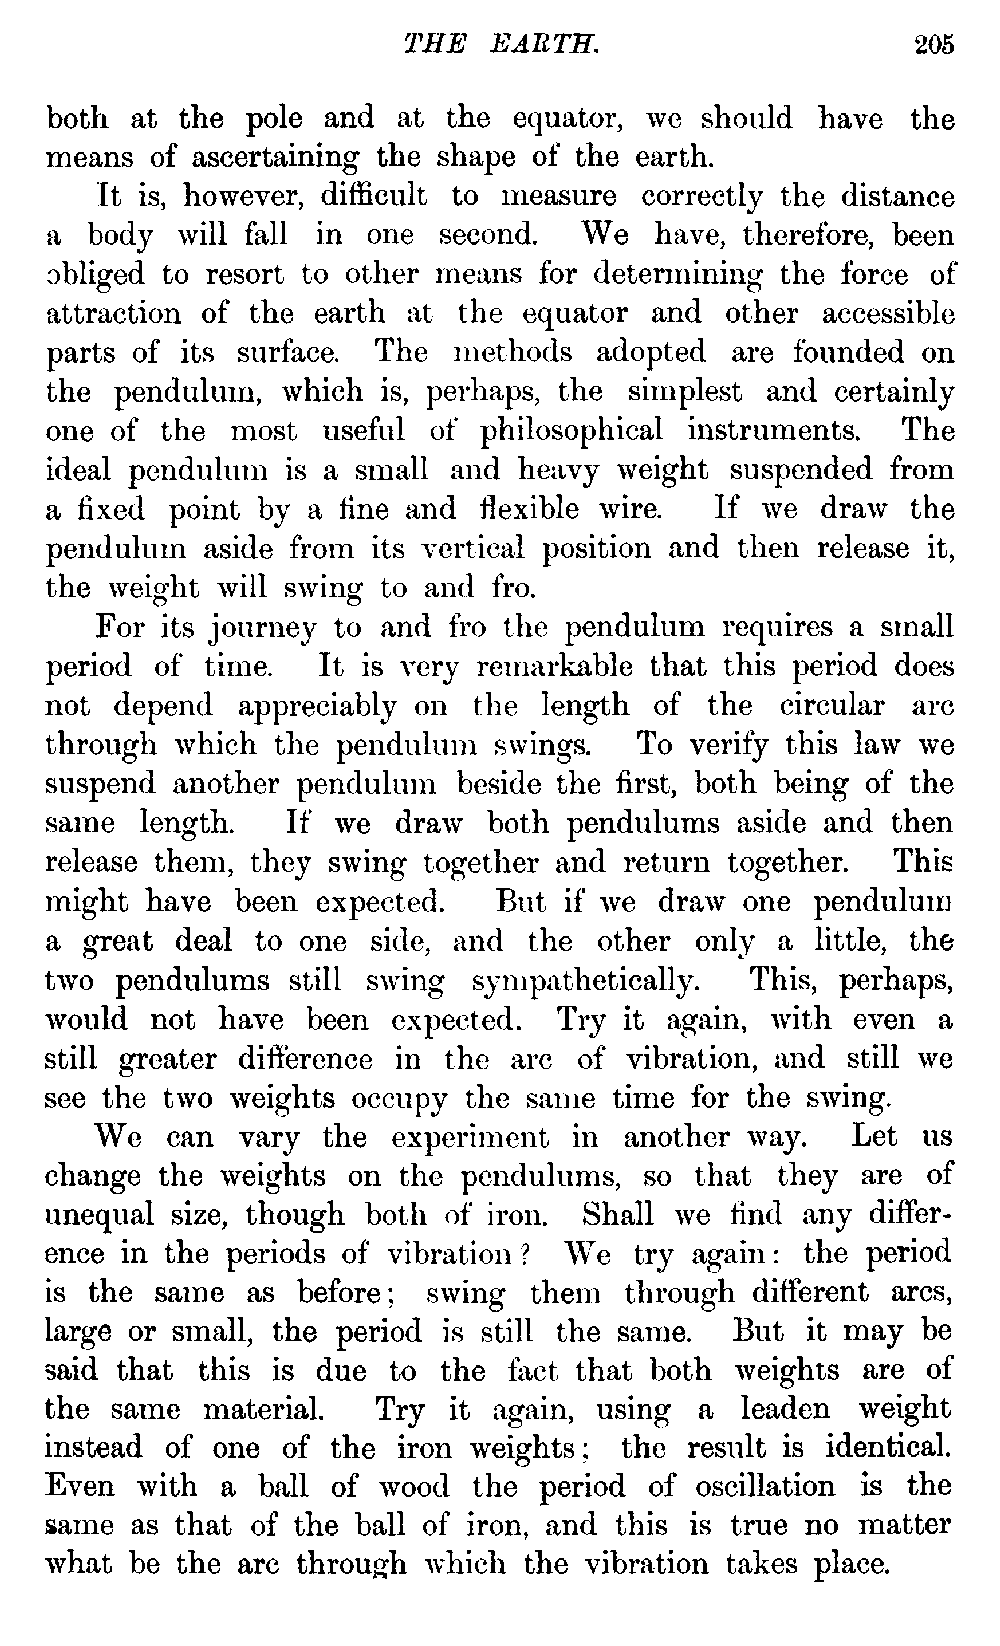 THE EARTH. 205
both at the pole and at the equator, we should have the
means of ascertaining the shape of the earth.
It is, however, difficult to measure correctly the distance
a body will fall in one second. We have, therefore, been
obliged to resort to other means for determining the force of
attraction of the earth at the equator and other accessible
parts of its surface. The methods adopted are founded on
the pendulum, which is, perhaps, the simplest and certainly
one of the most useful of philosophical instruments. The
ideal pendulum is a small and heavy weight suspended from
a fixed point by a fine and flexible wire. If we draw the
pendulum aside from its vertical position and then release it,
the weight will swing to and fro.
For its journey to and fro the pendulum requires a small
period of time. It is very remarkable that this period does
not depend appreciably on the length of the circular arc
through which the pendulum swings. To verify this law we
suspend another pendulum beside the first, both being of the
same length. If we draw both pendulums aside and then
release them, they swing together and return together. This
might have been expected. But if we draw one pendulum
a great deal to one side, and the other only a little, the
two pendulums still swing sympathetically. This, perhaps,
would not have been expected. Try it again, with even a
still greater difference in the arc of vibration, and still we
see the two weights occupy the same time for the swing.
We can vary the experiment in another way. Let us
change the weights on the pendulums, so that they are of
unequal size, though both of iron. Shall we find any differ-
ence in the periods of vibration? We try again: the period
is the same as before; swing them through different arcs,
large or small, the period is still the same. But it may be
said that this is due to the fact that both weights are of
the same material. Try it again, using a leaden weight
instead of one of the iron weights; the result is identical.
Even with a ball of wood the period of oscillation is the
same as that of the ball of iron, and this is true no matter
what be the arc through which the vibration takes place.